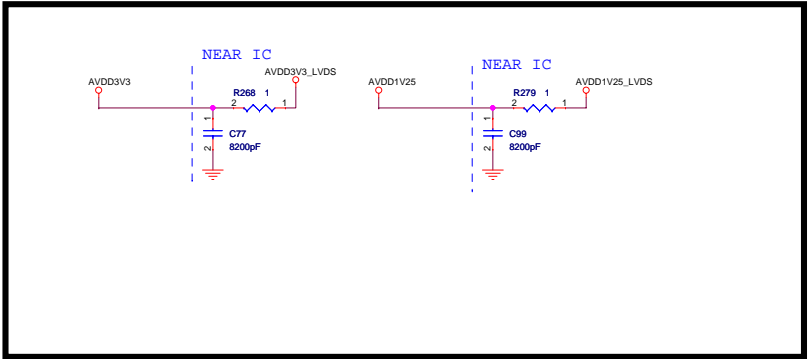 NEAR IC
NEAR IC
AVDD3V3
AVDD3V3_LVDS
AVDD1V25
AVDD1V25_LVDS
R268 1
R279 1
2 1
2 1
1
1
C77
C99
8200pF
8200pF
2
2